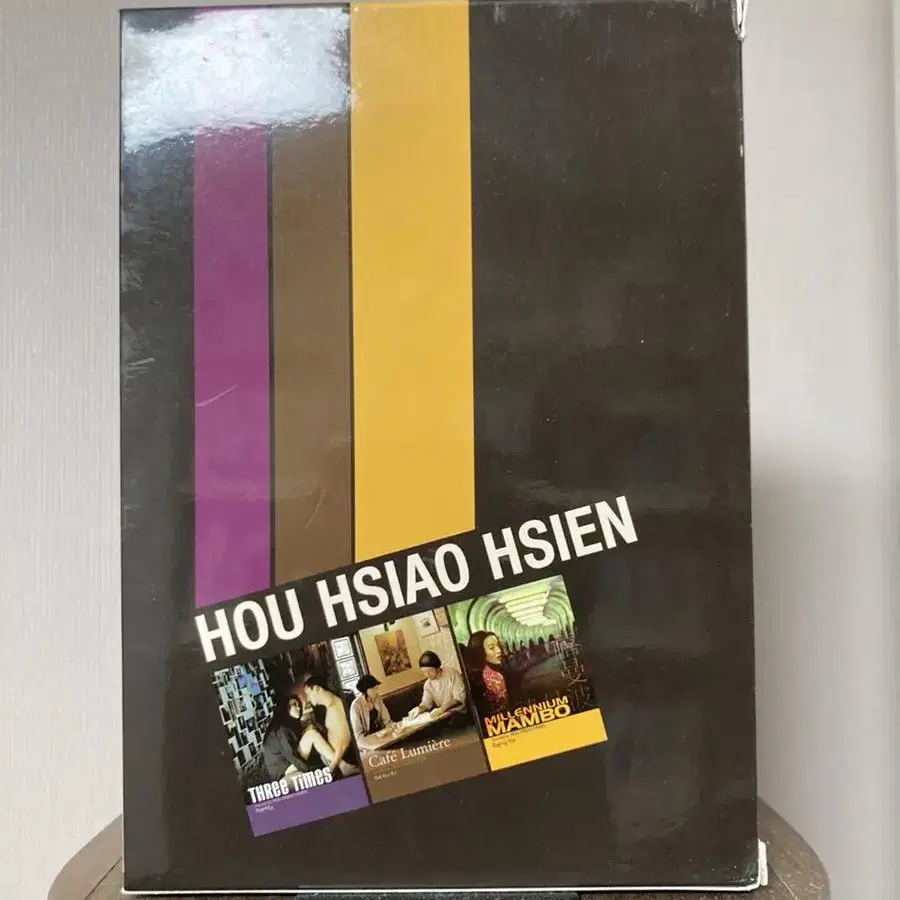 HOU HSIAO HSIEN
THREE TIMES
Café Lumière
MILLENNIUM
MAMBO